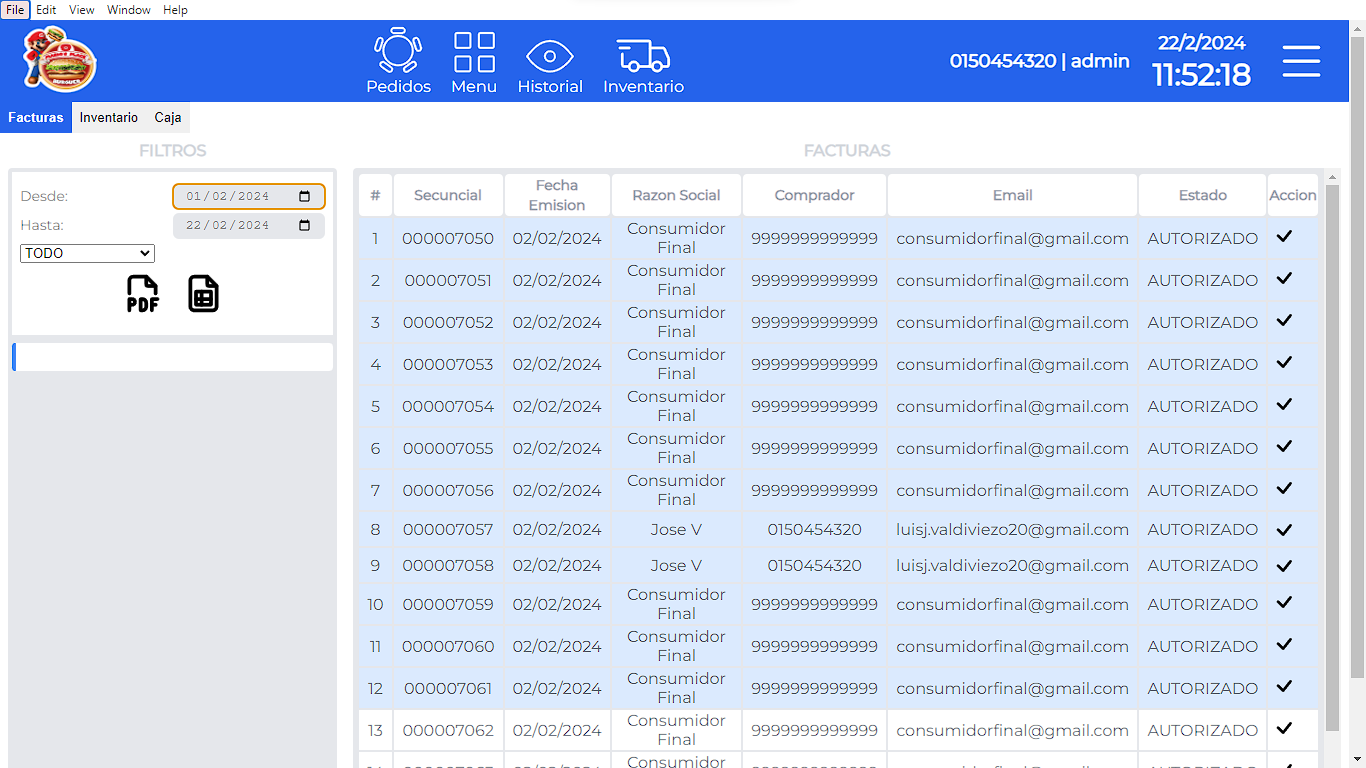 File Edit View Window Help
Pedidos Menu Historial Inventario
0150454320 | admin
22/2/2024
11:52:18
Facturas Inventario Caja
FILTROS
Desde: 01/02/2024
Hasta: 22/02/2024
TODO
PDF
FACTURAS
# Secuncial Fecha Emision Razon Social Comprador Email Estado Accion
1 000007050 02/02/2024 Consumidor Final 9999999999999 consumidorfinal@gmail.com AUTORIZADO
2 000007051 02/02/2024 Consumidor Final 9999999999999 consumidorfinal@gmail.com AUTORIZADO
3 000007052 02/02/2024 Consumidor Final 9999999999999 consumidorfinal@gmail.com AUTORIZADO
4 000007053 02/02/2024 Consumidor Final 9999999999999 consumidorfinal@gmail.com AUTORIZADO
5 000007054 02/02/2024 Consumidor Final 9999999999999 consumidorfinal@gmail.com AUTORIZADO
6 000007055 02/02/2024 Consumidor Final 9999999999999 consumidorfinal@gmail.com AUTORIZADO
7 000007056 02/02/2024 Consumidor Final 9999999999999 consumidorfinal@gmail.com AUTORIZADO
8 000007057 02/02/2024 Jose V 0150454320 luisj.valdiviezo20@gmail.com AUTORIZADO
9 000007058 02/02/2024 Jose V 0150454320 luisj.valdiviezo20@gmail.com AUTORIZADO
10 000007059 02/02/2024 Consumidor Final 9999999999999 consumidorfinal@gmail.com AUTORIZADO
11 000007060 02/02/2024 Consumidor Final 9999999999999 consumidorfinal@gmail.com AUTORIZADO
12 000007061 02/02/2024 Consumidor Final 9999999999999 consumidorfinal@gmail.com AUTORIZADO
13 000007062 02/02/2024 Consumidor Final 9999999999999 consumidorfinal@gmail.com AUTORIZADO
Consumidor